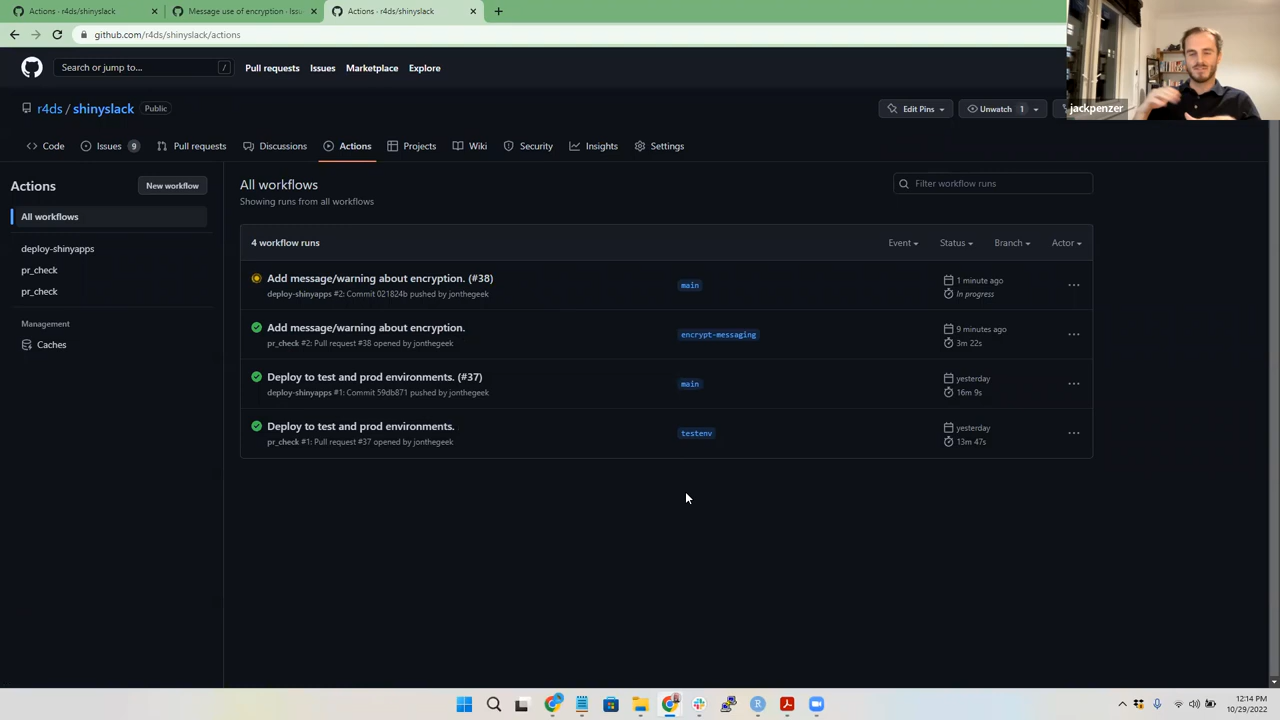 Actions · r4ds/shinyslack
Message use of encryption · Issu
Actions · r4ds/shinyslack
github.com/r4ds/shinyslack/actions
Search or jump to...
/
Pull requests
Issues
Marketplace
Explore
jackpenzer
r4ds / shinyslack
Public
Edit Pins
Unwatch 1
Code
Issues 9
Pull requests
Discussions
Actions
Projects
Wiki
Security
Insights
Settings
Actions
New workflow
All workflows
deploy-shinyapps
pr_check
pr_check
Management
Caches
All workflows
Showing runs from all workflows
Filter workflow runs
4 workflow runs
Event
Status
Branch
Actor
Add message/warning about encryption. (#38)
deploy-shinyapps #2: Commit 021824b pushed by jonthegeek
main
1 minute ago
In progress
Add message/warning about encryption.
pr_check #2: Pull request #38 opened by jonthegeek
encrypt-messaging
9 minutes ago
3m 22s
Deploy to test and prod environments. (#37)
deploy-shinyapps #1: Commit 59db871 pushed by jonthegeek
main
yesterday
16m 9s
Deploy to test and prod environments.
pr_check #1: Pull request #37 opened by jonthegeek
testenv
yesterday
13m 47s
12:14 PM
10/29/2022